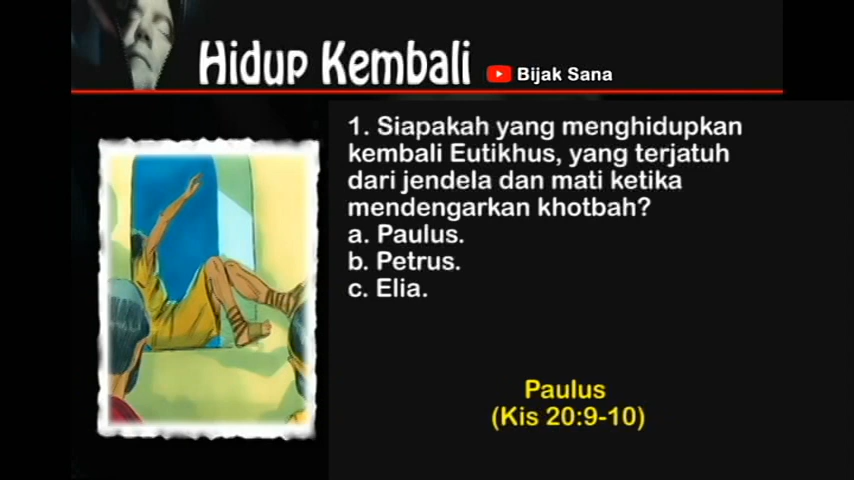 Hidup Kembali
Bijak Sana
1. Siapakah yang menghidupkan
kembali Eutikhus, yang terjatuh
dari jendela dan mati ketika
mendengarkan khotbah?
a. Paulus.
b. Petrus.
c. Elia.
Paulus
(Kis 20:9-10)